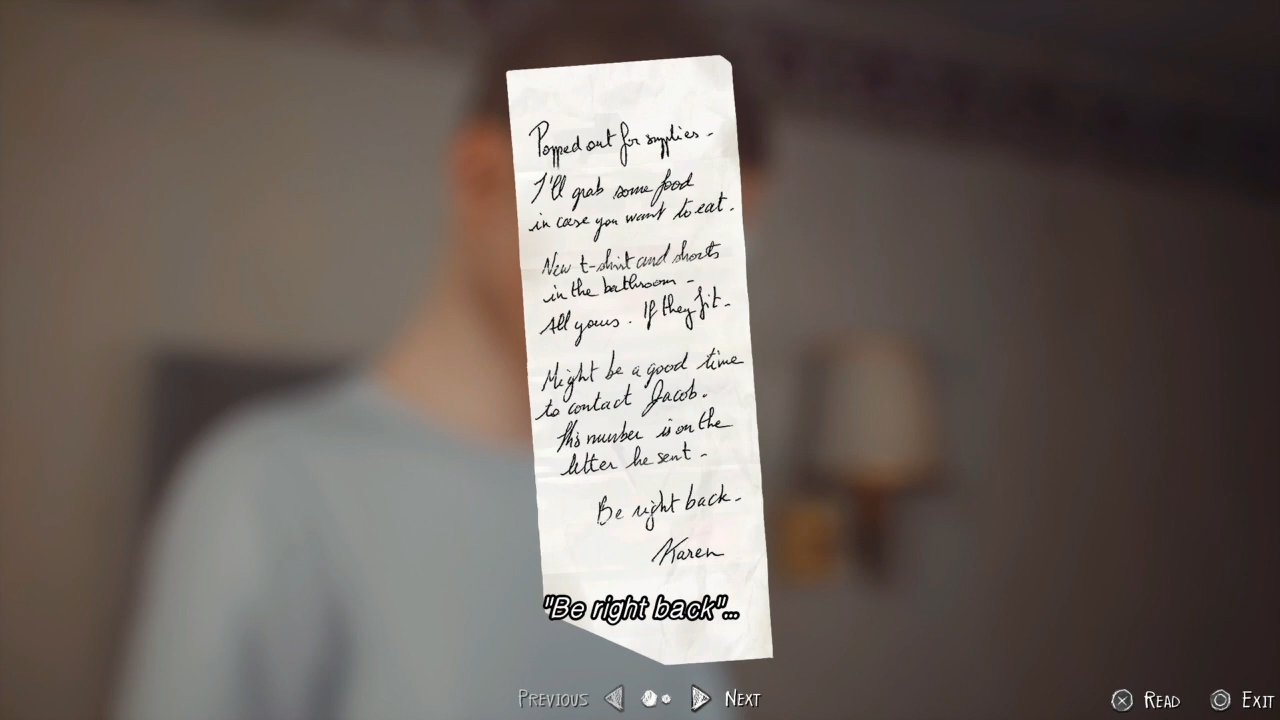 Popped out for supplies -
I'll grab some food
in case you want to eat.
New t-shirt and shorts
in the bathroom -
All yours. If they fit -
Might be a good time
to contact Jacob.
His number is on the
letter he sent -
Be right back -
Karen
"Be right back"...
PREVIOUS NEXT
READ EXIT